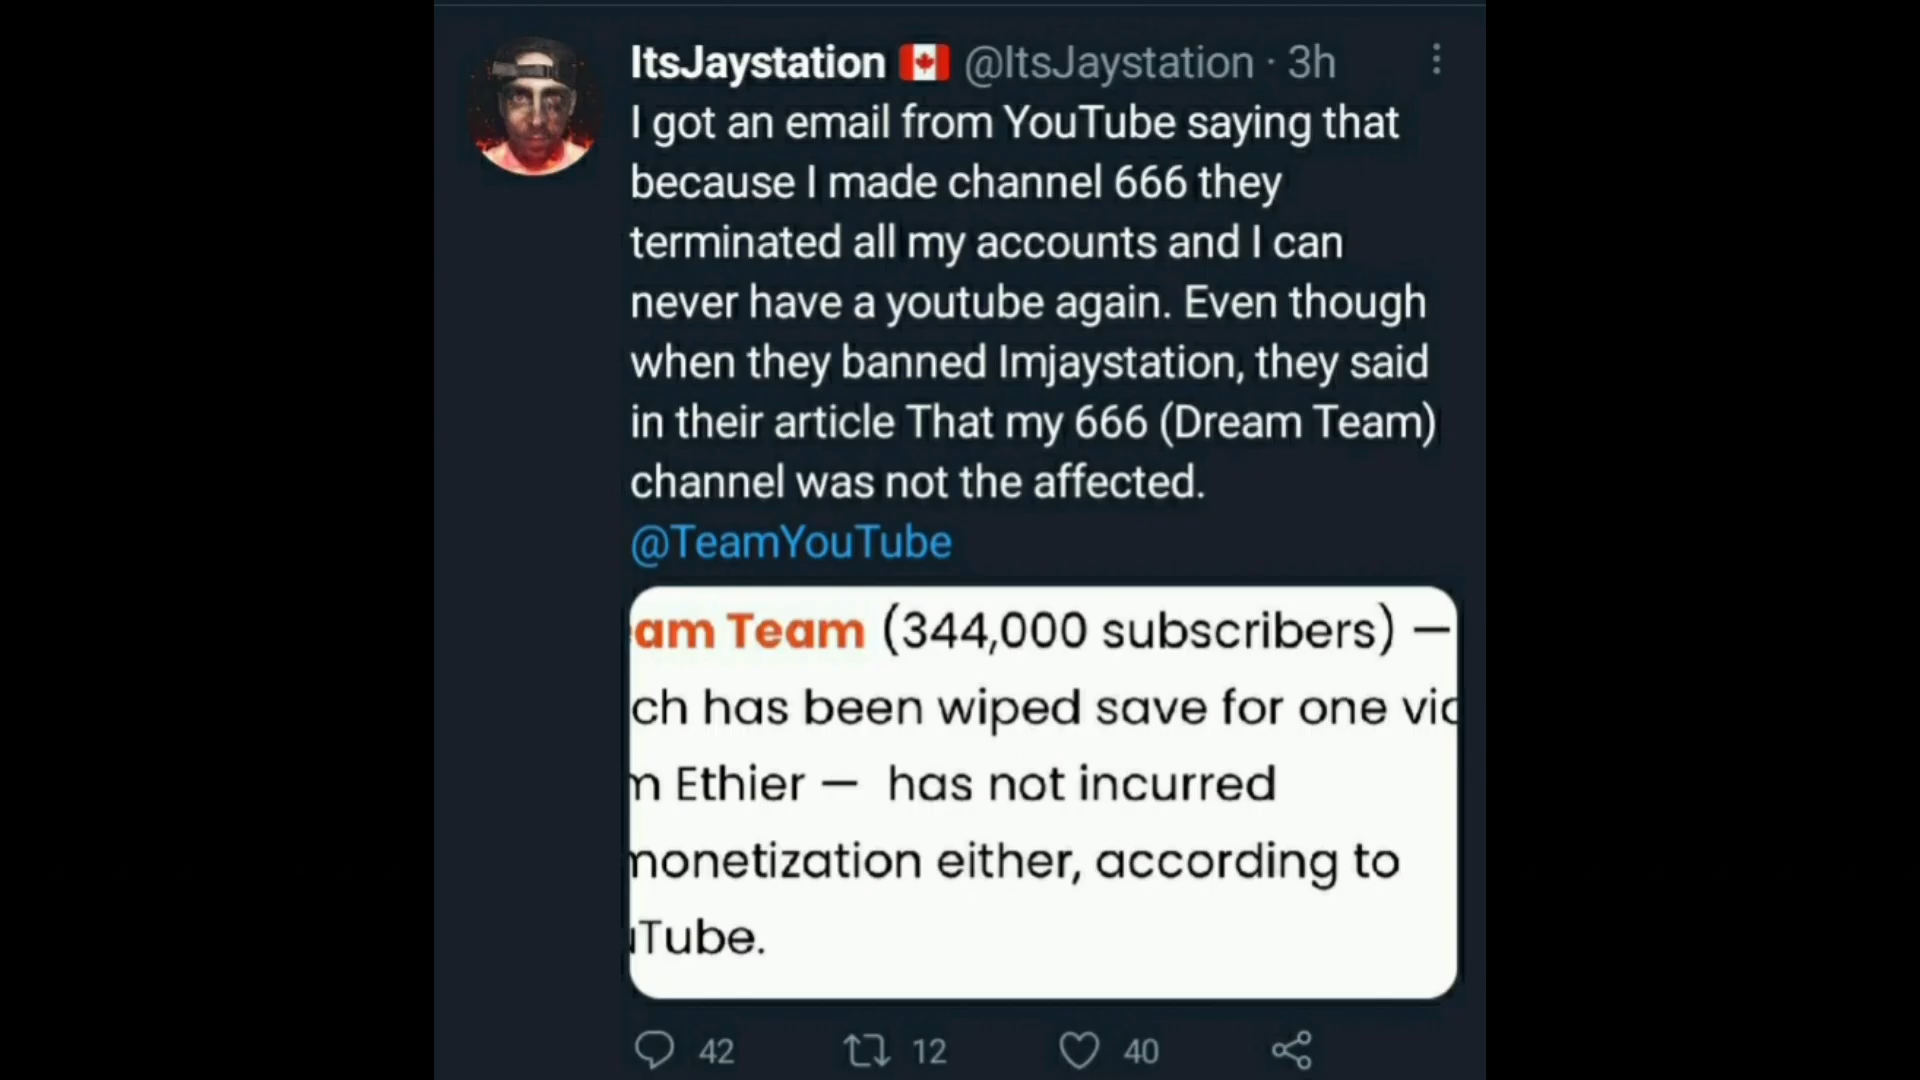 ItsJaystation 🇨🇦 @ItsJaystation · 3h
I got an email from YouTube saying that
because I made channel 666 they
terminated all my accounts and I can
never have a youtube again. Even though
when they banned Imjaystation, they said
in their article That my 666 (Dream Team)
channel was not the affected.
@TeamYouTube
am Team (344,000 subscribers) —
ch has been wiped save for one vic
m Ethier — has not incurred
monetization either, according to
uTube.
42 12 40